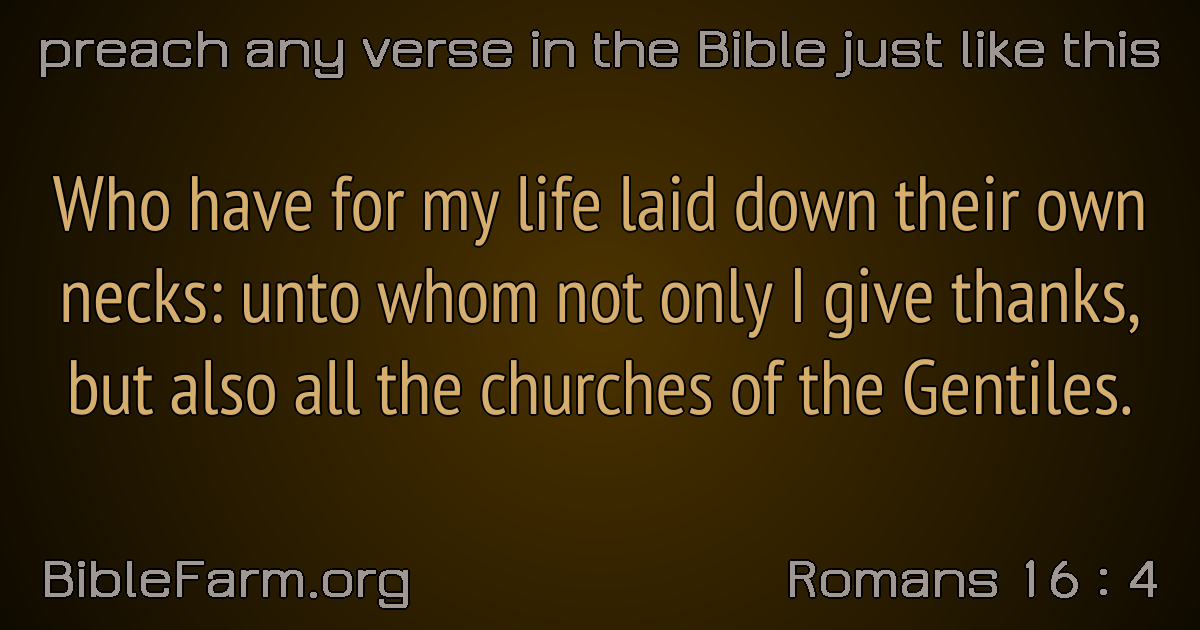 preach any verse in the Bible just like this
Who have for my life laid down their own
necks: unto whom not only I give thanks,
but also all the churches of the Gentiles.
BibleFarm.org
Romans 16 : 4